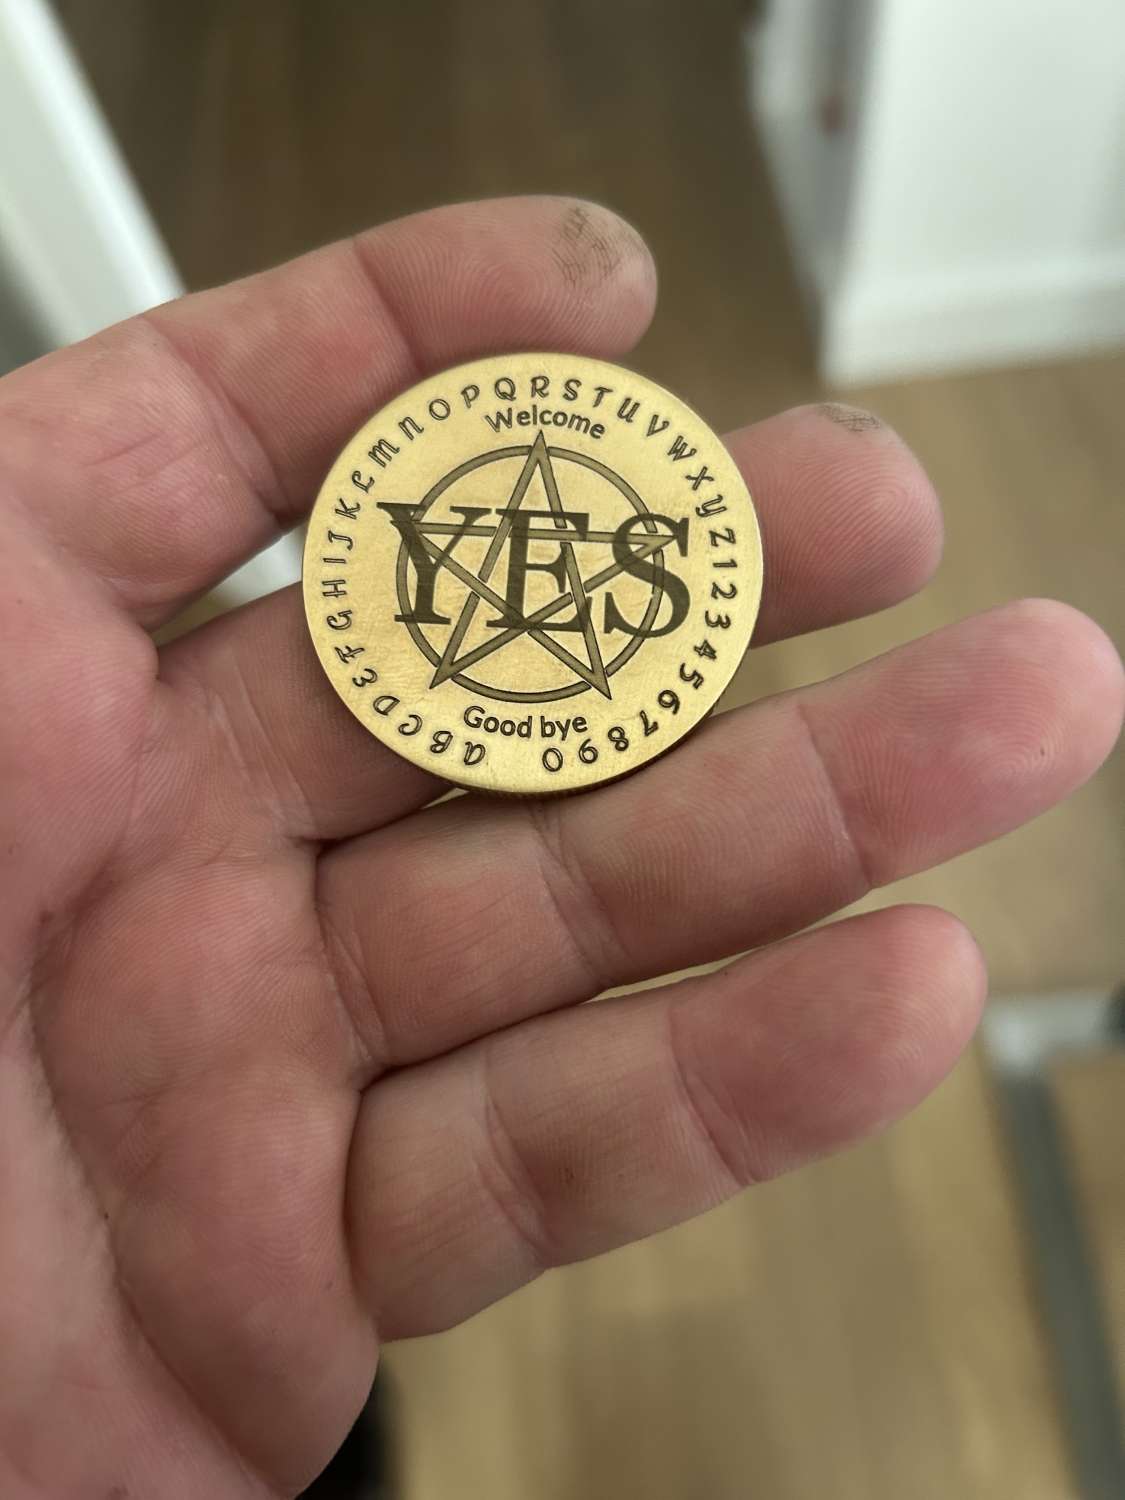 ABCDEFGHIJKLMNOPQRSTUVWXYZ1234567890
Welcome
YES
Good bye